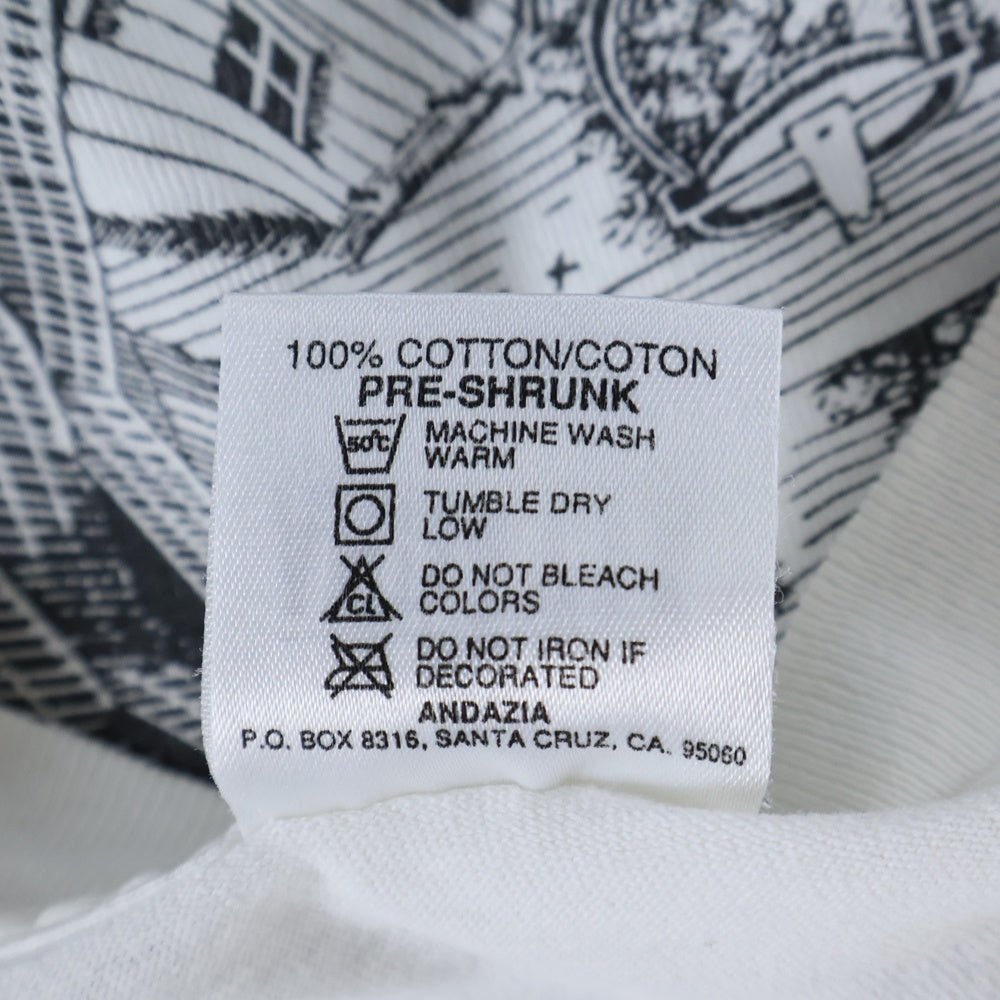 100% COTTON/COTON
PRE-SHRUNK
50°C MACHINE WASH
WARM
TUMBLE DRY
LOW
CL DO NOT BLEACH
COLORS
DO NOT IRON IF
DECORATED
ANDAZIA
P.O. BOX 8316, SANTA CRUZ, CA. 95060